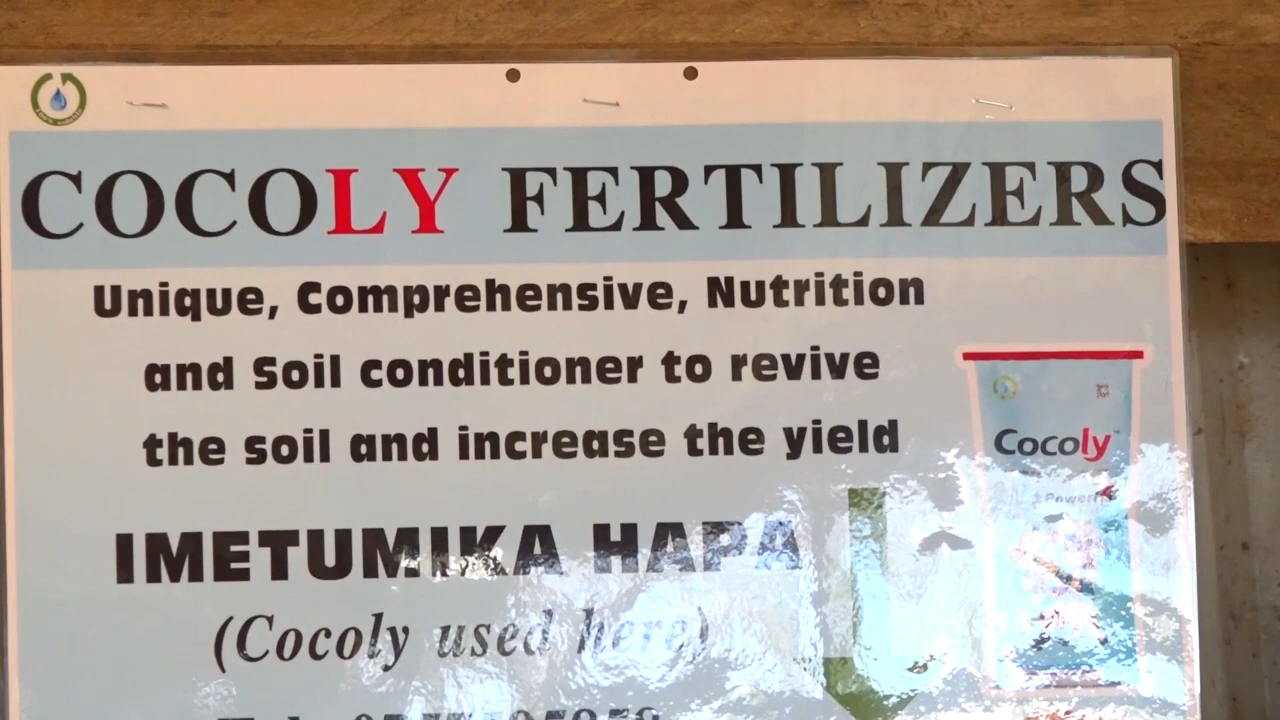 COCOLY FERTILIZERS
Unique, Comprehensive, Nutrition
and Soil conditioner to revive
the soil and increase the yield
Cocoly
IMETUMIKA HAPA
(Cocoly used here)